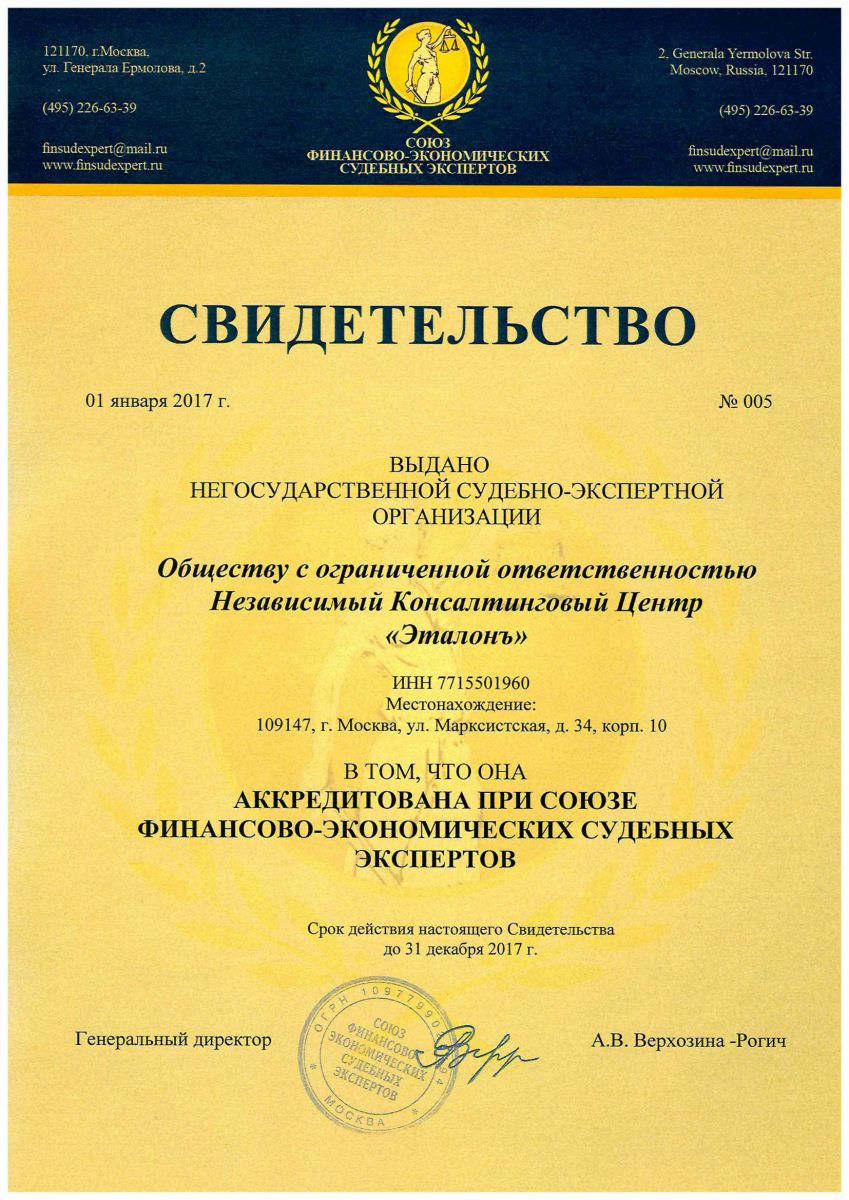 121170, г.Москва,
ул. Генерала Ермолова, д.2
(495) 226-63-39
finsudexpert@mail.ru
www.finsudexpert.ru
СОЮЗ
ФИНАНСОВО-ЭКОНОМИЧЕСКИХ
СУДЕБНЫХ ЭКСПЕРТОВ
2, Generala Yermolova Str.
Moscow, Russia, 121170
(495) 226-63-39
finsudexpert@mail.ru
www.finsudexpert.ru
СВИДЕТЕЛЬСТВО
01 января 2017 г.
№ 005
ВЫДАНО
НЕГОСУДАРСТВЕННОЙ СУДЕБНО-ЭКСПЕРТНОЙ
ОРГАНИЗАЦИИ
Обществу с ограниченной ответственностью
Независимый Консалтинговый Центр
«Эталонъ»
ИНН 7715501960
Местонахождение:
109147, г. Москва, ул. Марксистская, д. 34, корп. 10
В ТОМ, ЧТО ОНА
АККРЕДИТОВАНА ПРИ СОЮЗЕ
ФИНАНСОВО-ЭКОНОМИЧЕСКИХ СУДЕБНЫХ
ЭКСПЕРТОВ
Срок действия настоящего Свидетельства
до 31 декабря 2017 г.
Генеральный директор
ОГРН
СОЮЗ
ФИНАНСОВО
ЭКОНОМИЧЕСКИХ
СУДЕБНЫХ
ЭКСПЕРТОВ
* МОСКВА *
А.В. Верхозина -Рогич